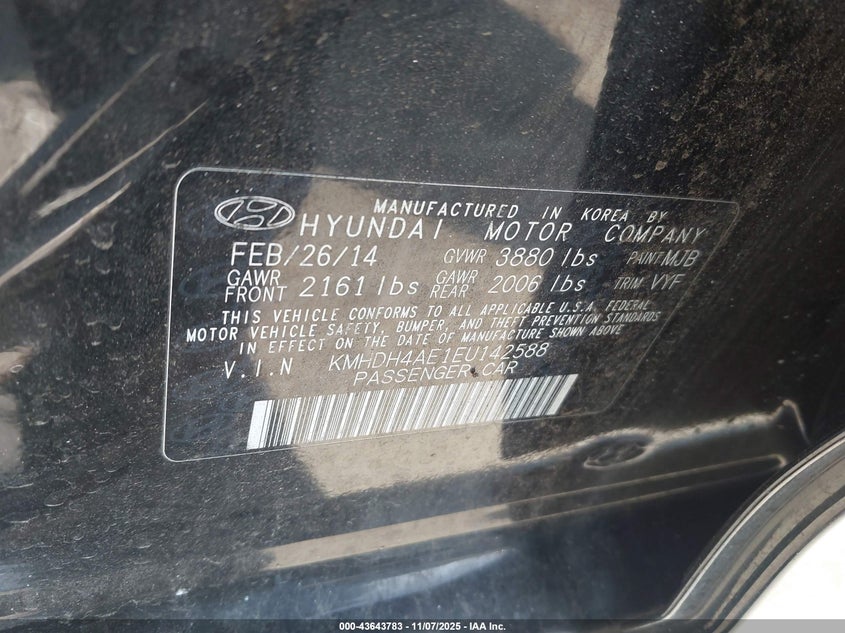 MANUFACTURED IN KOREA BY
HYUNDAI MOTOR COMPANY
FEB/26/14 GVWR 3880 lbs PAINT MJB
GAWR FRONT 2161 lbs GAWR REAR 2006 lbs TRIM VYF
THIS VEHICLE CONFORMS TO ALL APPLICABLE U.S.A. FEDERAL
MOTOR VEHICLE SAFETY, BUMPER, AND THEFT PREVENTION STANDARDS
IN EFFECT ON THE DATE OF MANUFACTURE SHOWN ABOVE
V.I.N KMHDH4AE1EU142588
PASSENGER CAR
000-43643783 - 11/07/2025 - IAA Inc.